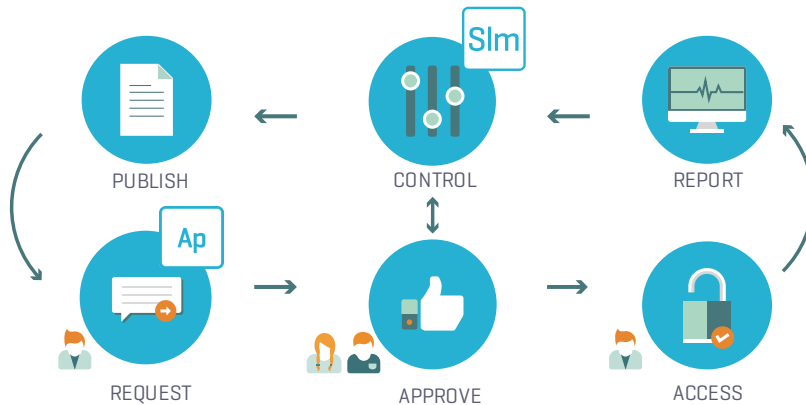 Slm
PUBLISH
CONTROL
REPORT
Ap
REQUEST
APPROVE
ACCESS